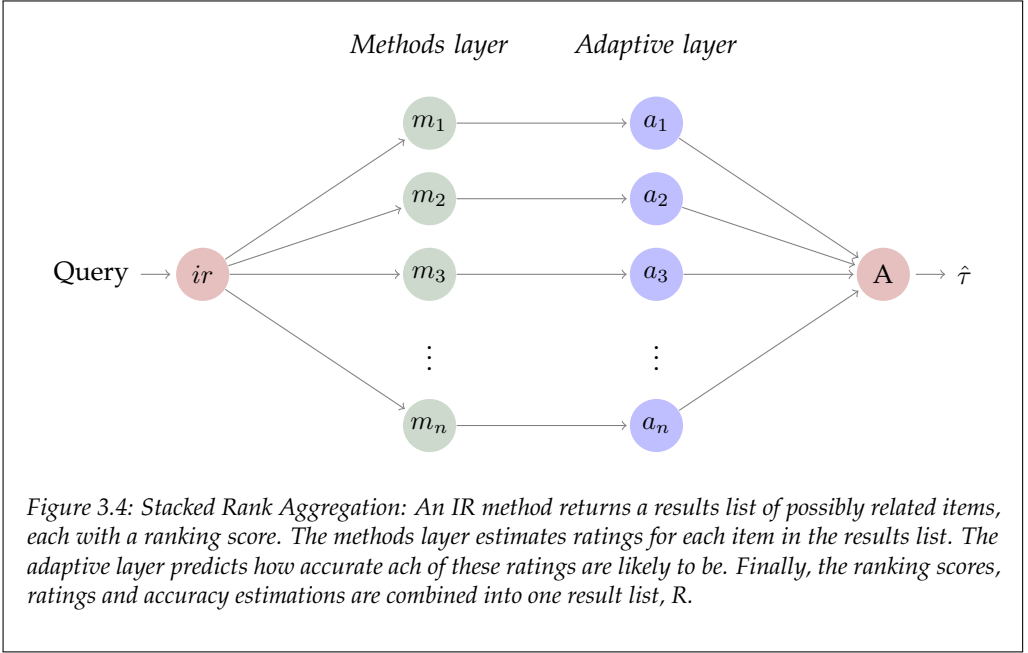 Methods layer Adaptive layer
m₁ a₁
m₂ a₂
Query ir m₃ a₃ A τ̂
⋮ ⋮
mₙ aₙ
Figure 3.4: Stacked Rank Aggregation: An IR method returns a results list of possibly related items,
each with a ranking score. The methods layer estimates ratings for each item in the results list. The
adaptive layer predicts how accurate ach of these ratings are likely to be. Finally, the ranking scores,
ratings and accuracy estimations are combined into one result list, R.